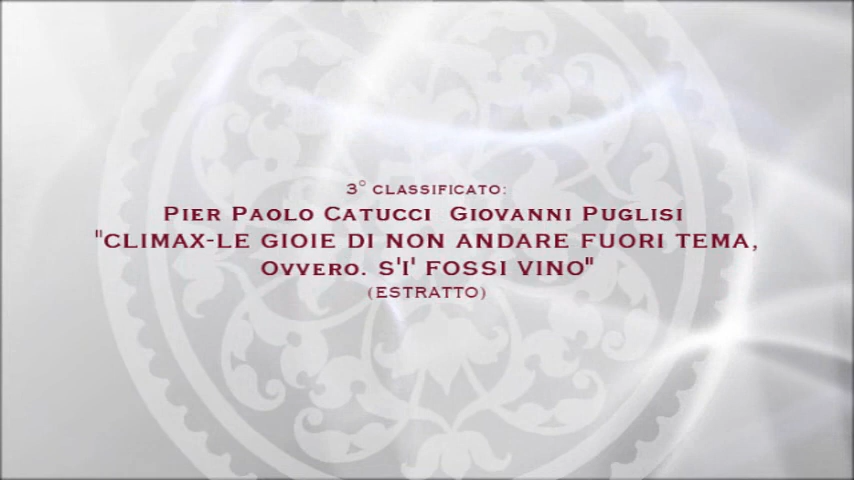 3° CLASSIFICATO:
PIER PAOLO CATUCCI GIOVANNI PUGLISI
"CLIMAX-LE GIOIE DI NON ANDARE FUORI TEMA,
OVVERO. S'I' FOSSI VINO"
(ESTRATTO)